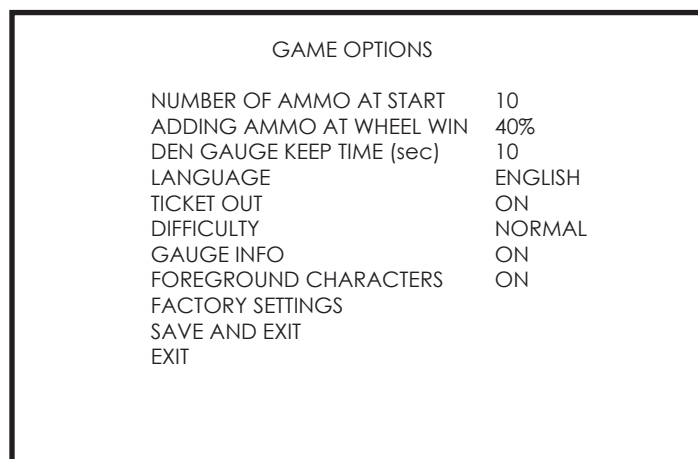 GAME OPTIONS
NUMBER OF AMMO AT START 10
ADDING AMMO AT WHEEL WIN 40%
DEN GAUGE KEEP TIME (sec) 10
LANGUAGE ENGLISH
TICKET OUT ON
DIFFICULTY NORMAL
GAUGE INFO ON
FOREGROUND CHARACTERS ON
FACTORY SETTINGS
SAVE AND EXIT
EXIT